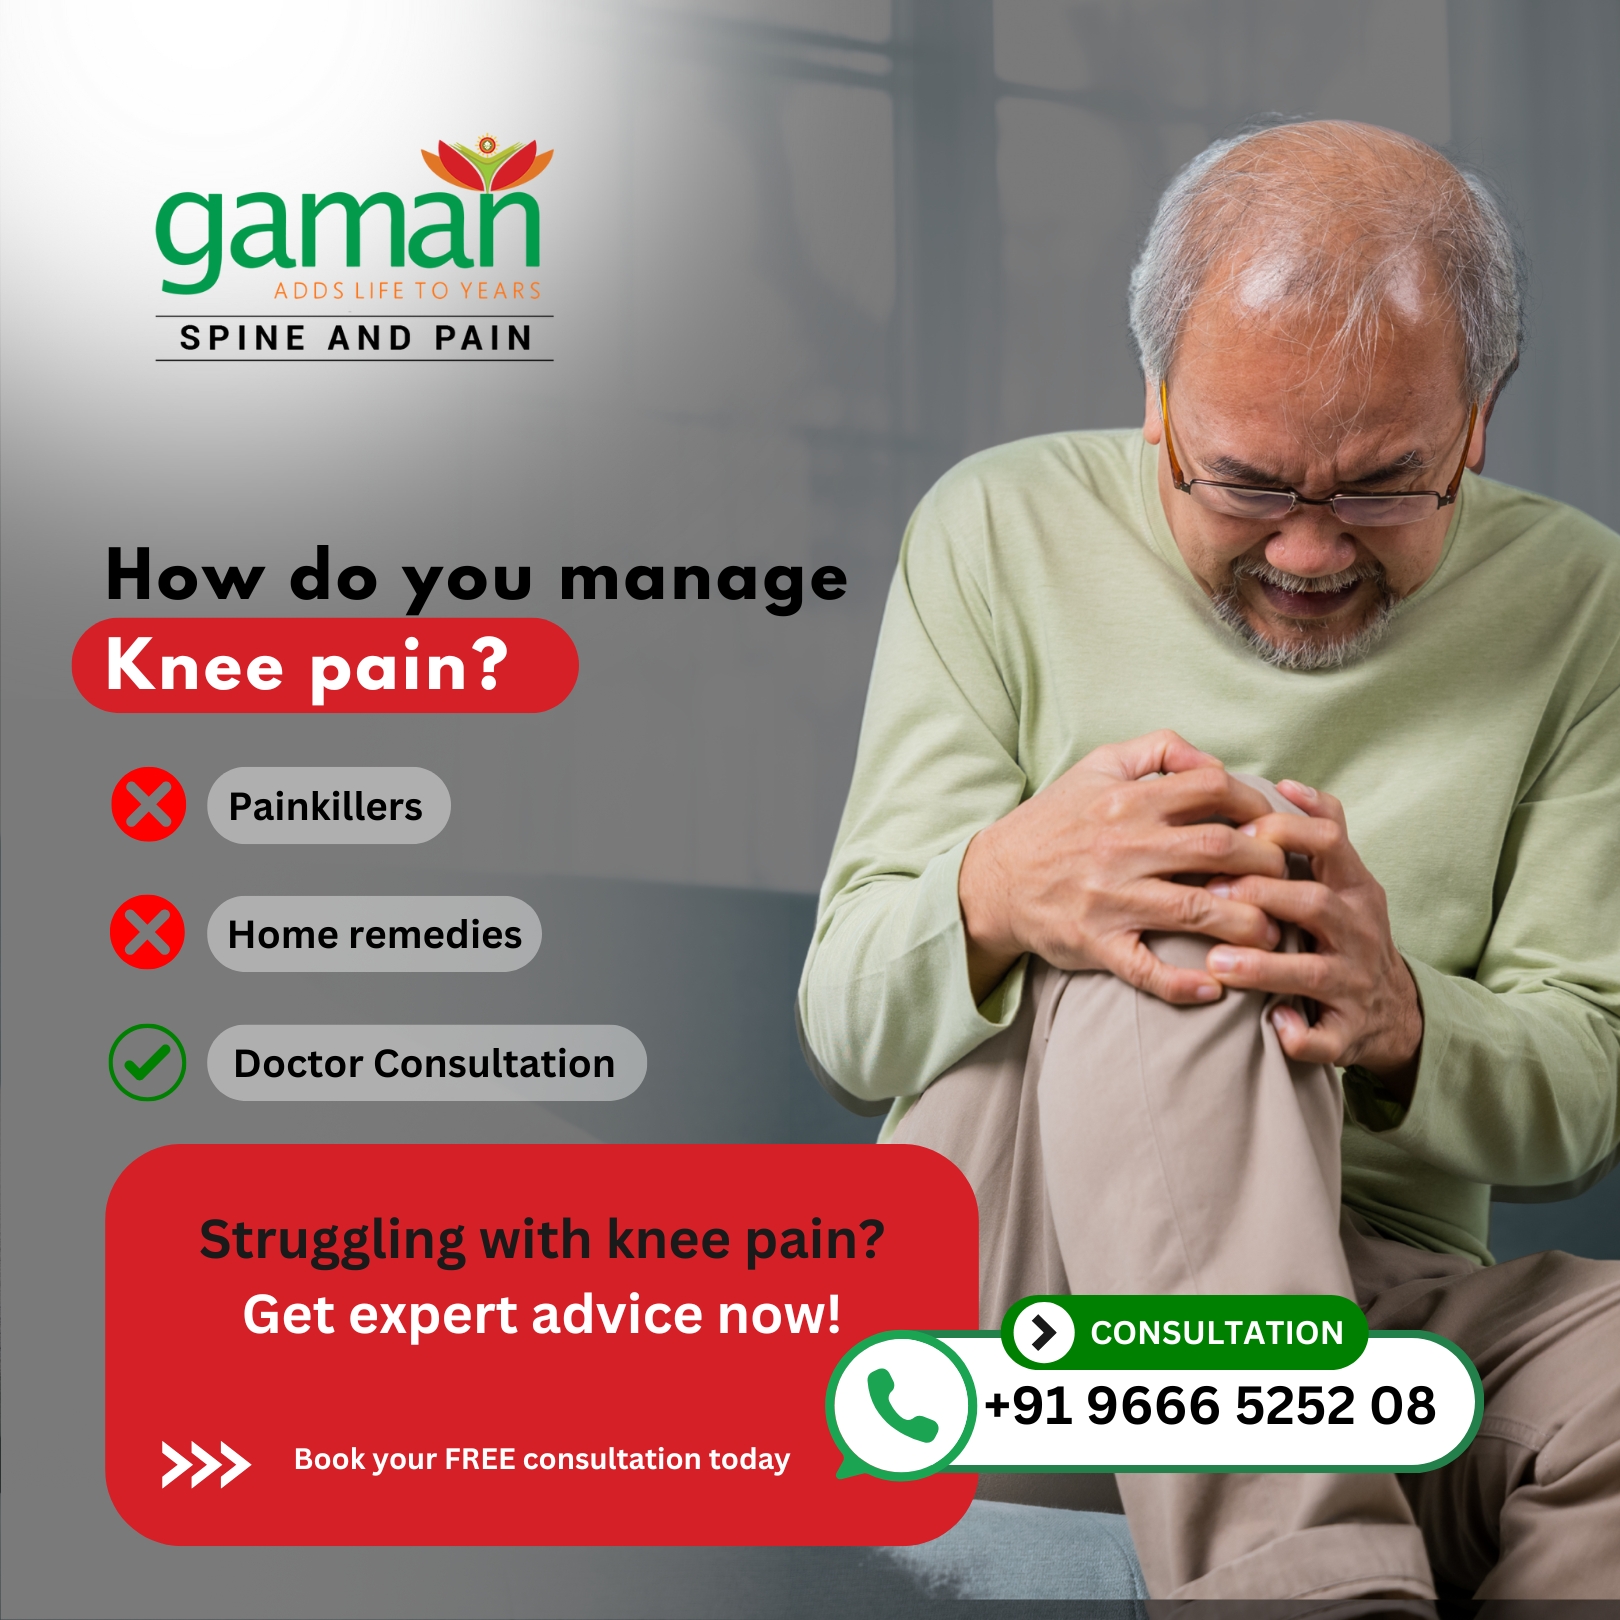 gaman
ADDS LIFE TO YEARS
SPINE AND PAIN
How do you manage
Knee pain?
Painkillers
Home remedies
Doctor Consultation
Struggling with knee pain?
Get expert advice now!
Book your FREE consultation today
CONSULTATION
+91 9666 5252 08